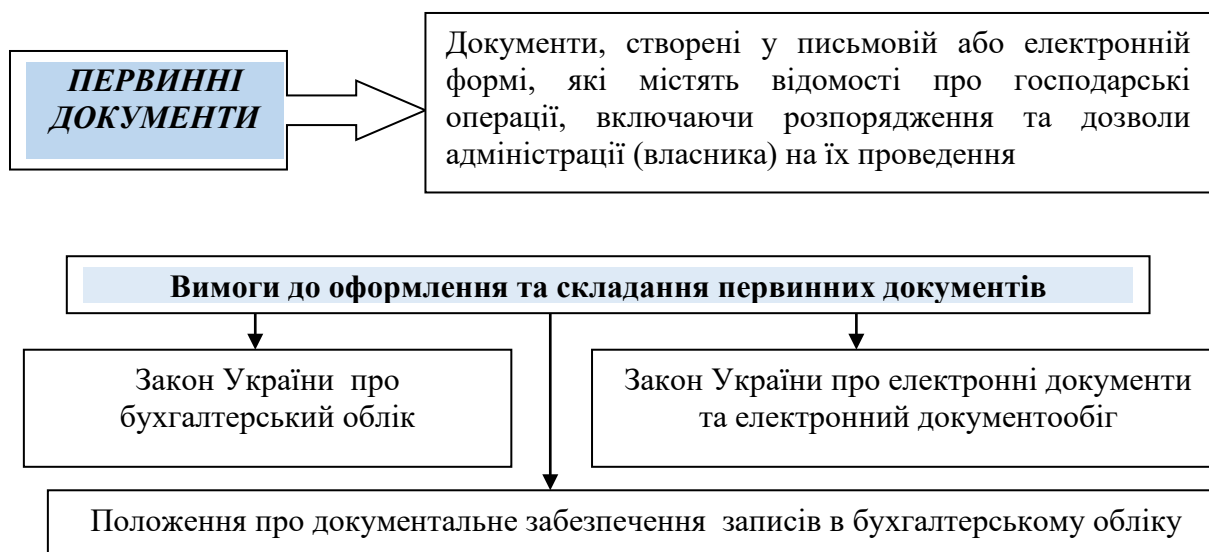 ПЕРВИННІ
ДОКУМЕНТИ
Документи, створені у письмовій або електронній
формі, які містять відомості про господарські
операції, включаючи розпорядження та дозволи
адміністрації (власника) на їх проведення
Вимоги до оформлення та складання первинних документів
Закон України про
бухгалтерський облік
Закон України про електронні документи
та електронний документообіг
Положення про документальне забезпечення записів в бухгалтерському обліку